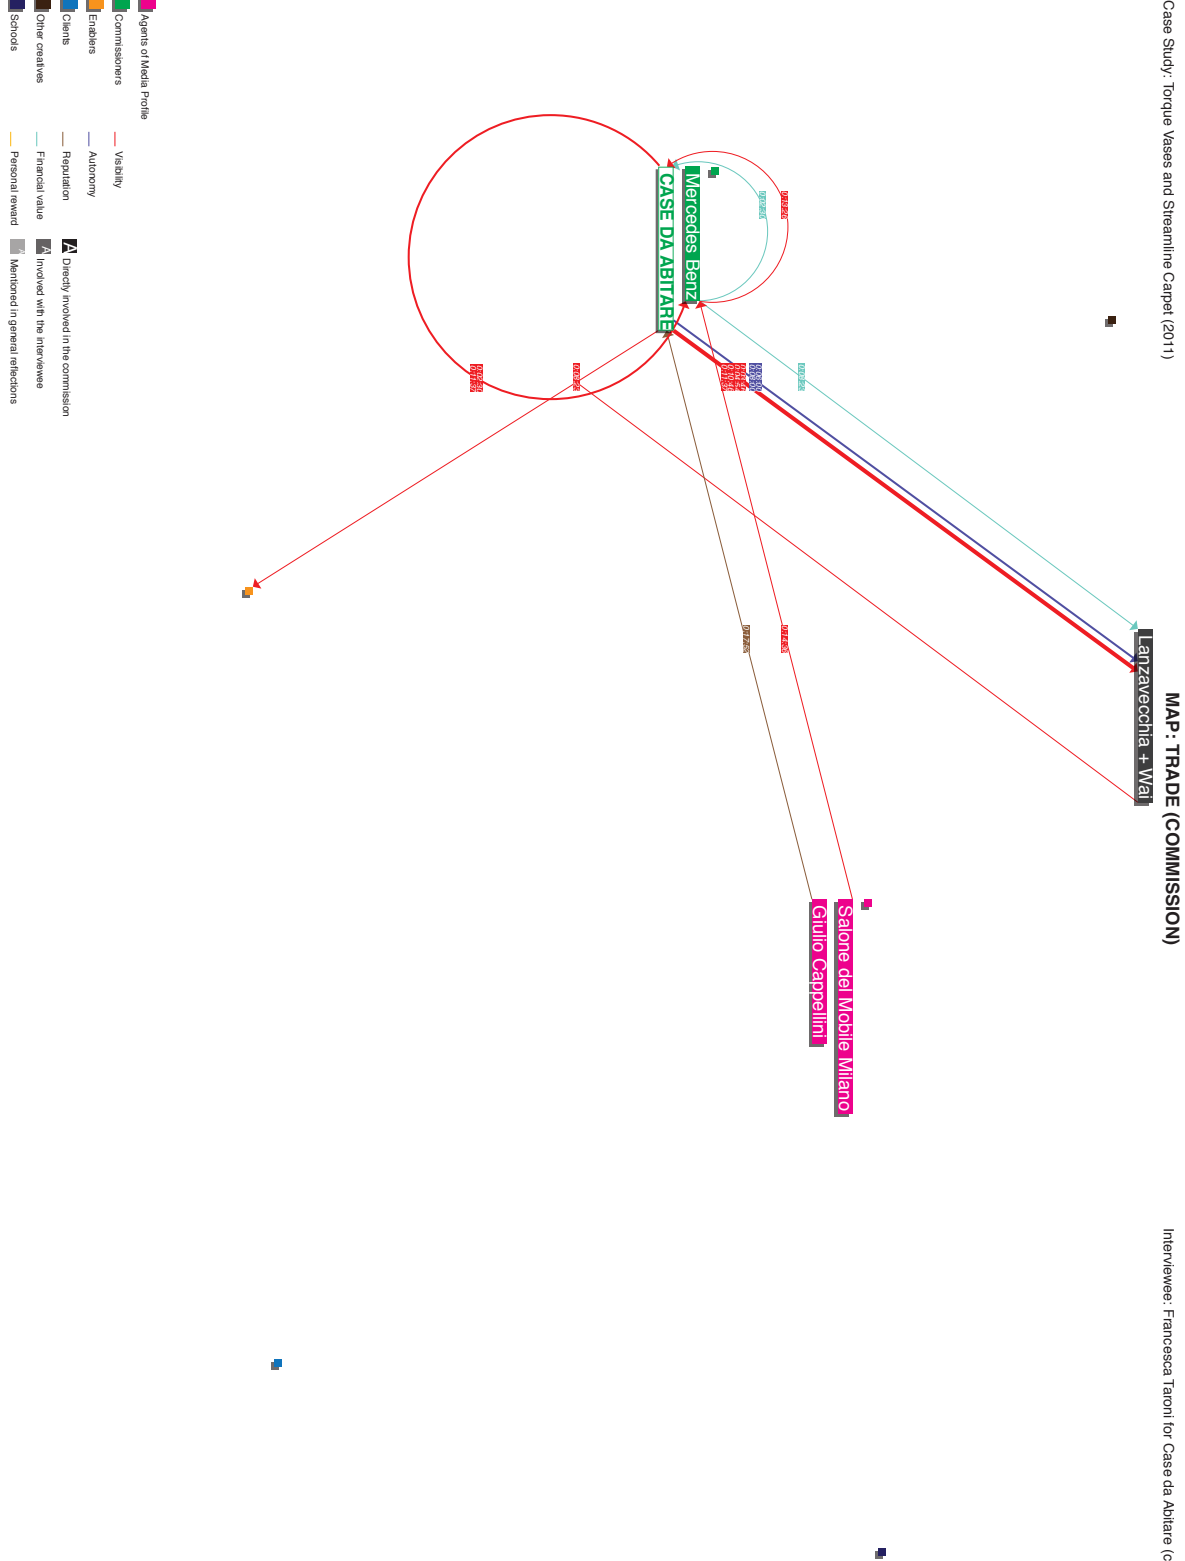 Case Study: Torque Vases and Streamline Carpet (2011)
MAP: TRADE (COMMISSION)
Interviewee: Francesca Taroni for Case da Abitare (c
Lanzavecchia + Wai
Salone del Mobile Milano
Giulio Cappellini
Mercedes Benz
CASE DA ABITARE
Agents of Media Profile
Commissioners
Enablers
Clients
Other creatives
Schools
Visibility
Autonomy
Reputation
Financial value
Personal reward
A Directly involved in the commission
A Involved with the interviewee
A Mentioned in general reflections